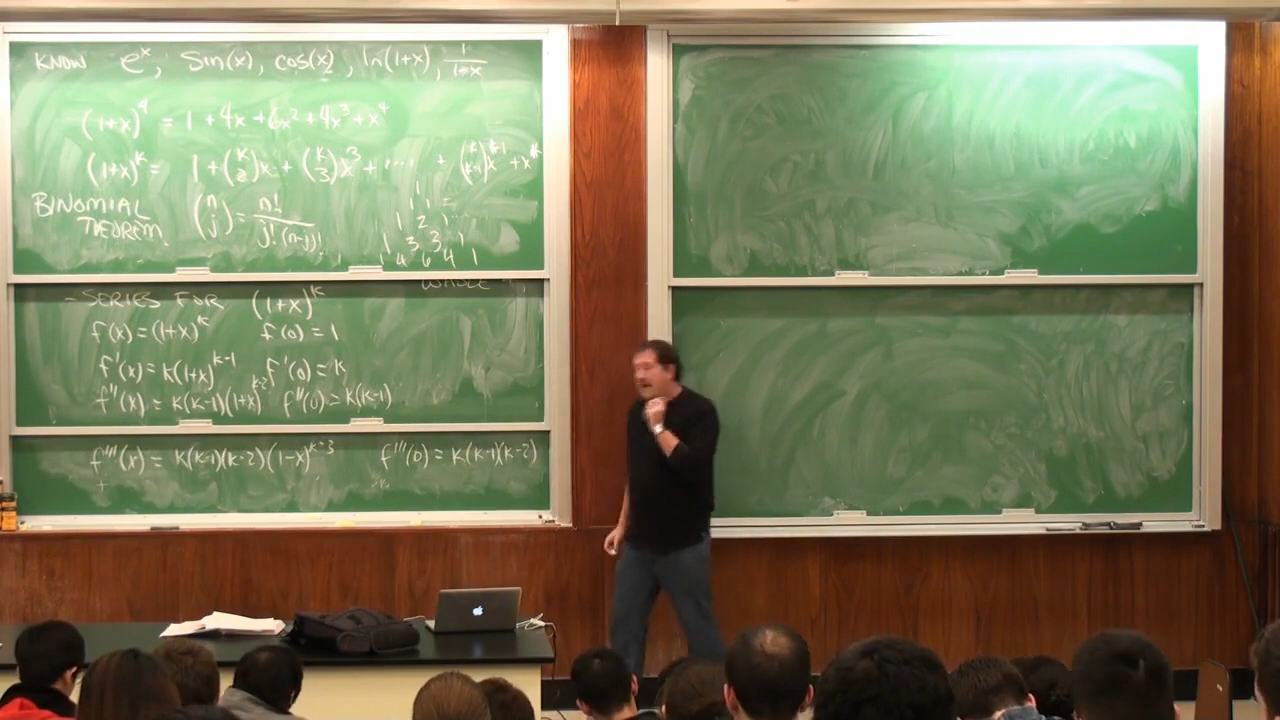 KNOW e^x, Sin(x), cos(x), ln(1+x), 1/(1+x)
(1+x)^4 = 1 + 4x + 6x^2 + 4x^3 + x^4
(1+x)^k = 1 + (k 2)x + (k 3)x^3 + .... + (k k-1)x^k-1 + x^k
BINOMIAL THEOREM. (n j) = n!/(j!(n-j)!)
1
1 1
1 2 1
1 3 3 1
1 4 6 4 1
WHOLE
- SERIES FOR (1+x)^k
f(x) = (1+x)^k f(0) = 1
f'(x) = k(1+x)^k-1 f'(0) = k
f''(x) = k(k-1)(1+x)^k-2 f''(0) = k(k-1)
f'''(x) = k(k-1)(k-2)(1-x)^k-3 f'''(0) = k(k-1)(k-2)